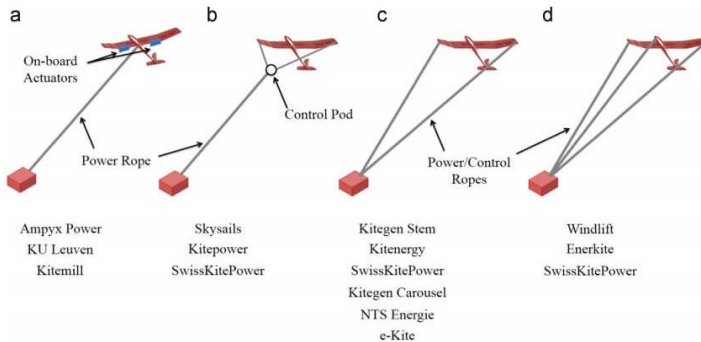 a
b
c
d
On-board
Actuators
Control Pod
Power Rope
Power/Control
Ropes
Ampyx Power
KU Leuven
Kitemill
Skysails
Kitepower
SwissKitePower
Kitegen Stem
Kitenergy
SwissKitePower
Kitegen Carousel
NTS Energie
e-Kite
Windlift
Enerkite
SwissKitePower